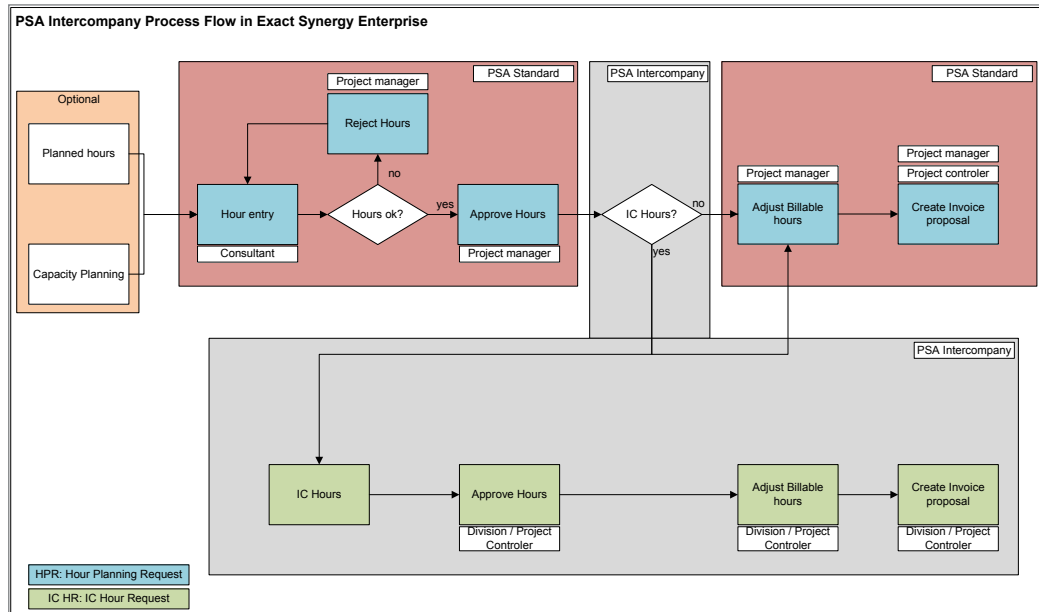 PSA Intercompany Process Flow in Exact Synergy Enterprise
Optional
Planned hours
Capacity Planning
PSA Standard
Project manager
Reject Hours
no
Hour entry
Consultant
Hours ok?
yes
Approve Hours
Project manager
PSA Intercompany
IC Hours?
no
yes
PSA Standard
Project manager
Adjust Billable
hours
Project manager
Project controler
Create Invoice
proposal
PSA Intercompany
IC Hours
Approve Hours
Division / Project
Controler
Adjust Billable
hours
Division / Project
Controler
Create Invoice
proposal
Division / Project
Controler
HPR: Hour Planning Request
IC HR: IC Hour Request